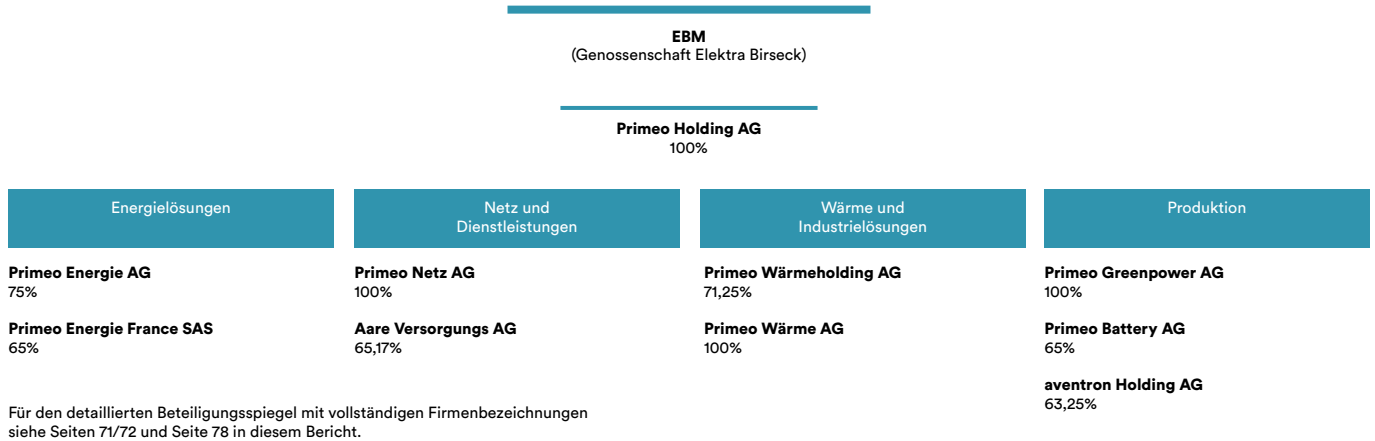 EBM
(Genossenschaft Elektra Birseck)
Primeo Holding AG
100%
Energielösungen
Primeo Energie AG
75%
Primeo Energie France SAS
65%
Netz und
Dienstleistungen
Primeo Netz AG
100%
Aare Versorgungs AG
65,17%
Wärme und
Industrielösungen
Primeo Wärmeholding AG
71,25%
Primeo Wärme AG
100%
Produktion
Primeo Greenpower AG
100%
Primeo Battery AG
65%
aventron Holding AG
63,25%
Für den detaillierten Beteiligungsspiegel mit vollständigen Firmenbezeichnungen
siehe Seiten 71/72 und Seite 78 in diesem Bericht.